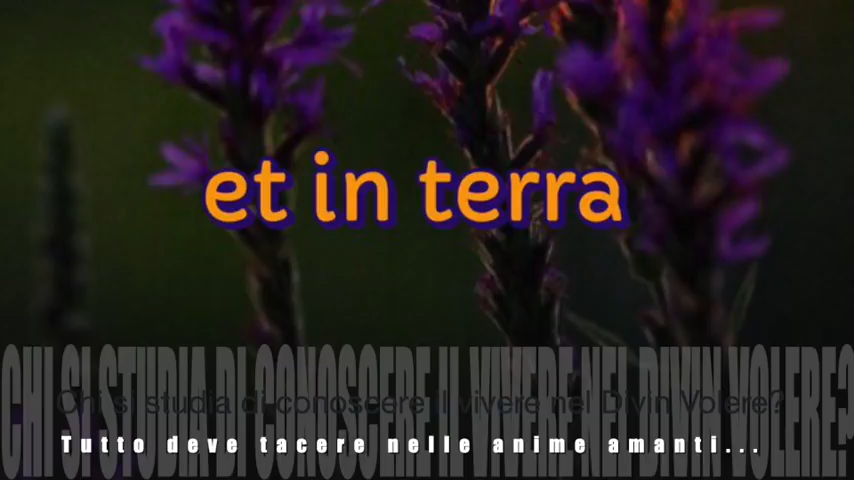 et in terra
CHI SI STUDIA DI CONOSCERE IL VIVERE NEL DIVIN VOLERE?
Chi si studia di conoscere il vivere nel Divin Volere?
Tutto deve tacere nelle anime amanti...